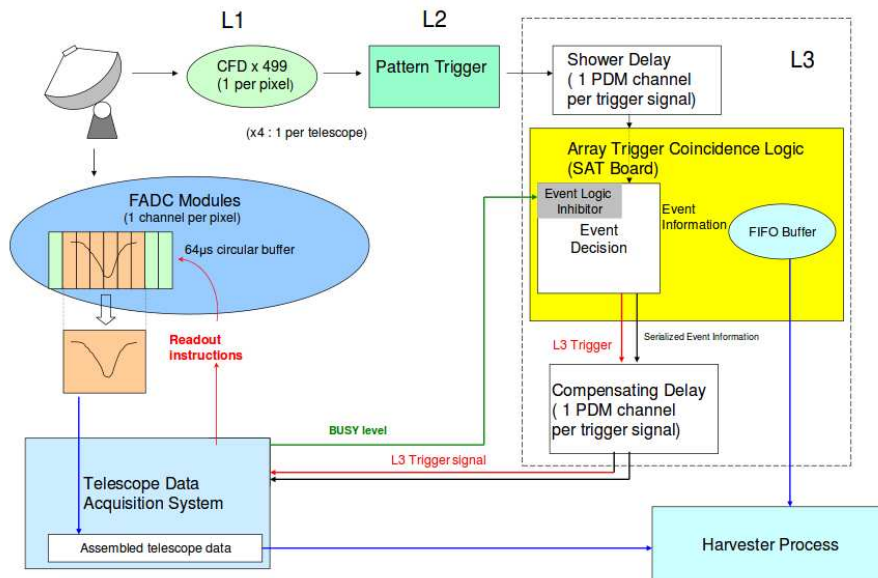 L1
L2
L3
CFD x 499
(1 per pixel)
Pattern Trigger
Shower Delay
( 1 PDM channel
per trigger signal)
(x4 : 1 per telescope)
Array Trigger Coincidence Logic
(SAT Board)
FADC Modules
(1 channel per pixel)
64µs circular buffer
Event Logic
Inhibitor
Event
Decision
Event
Information
FIFO Buffer
Readout
instructions
L3 Trigger
Serialized Event Information
Compensating Delay
( 1 PDM channel
per trigger signal)
BUSY level
L3 Trigger signal
Telescope Data
Acquisition System
Assembled telescope data
Harvester Process